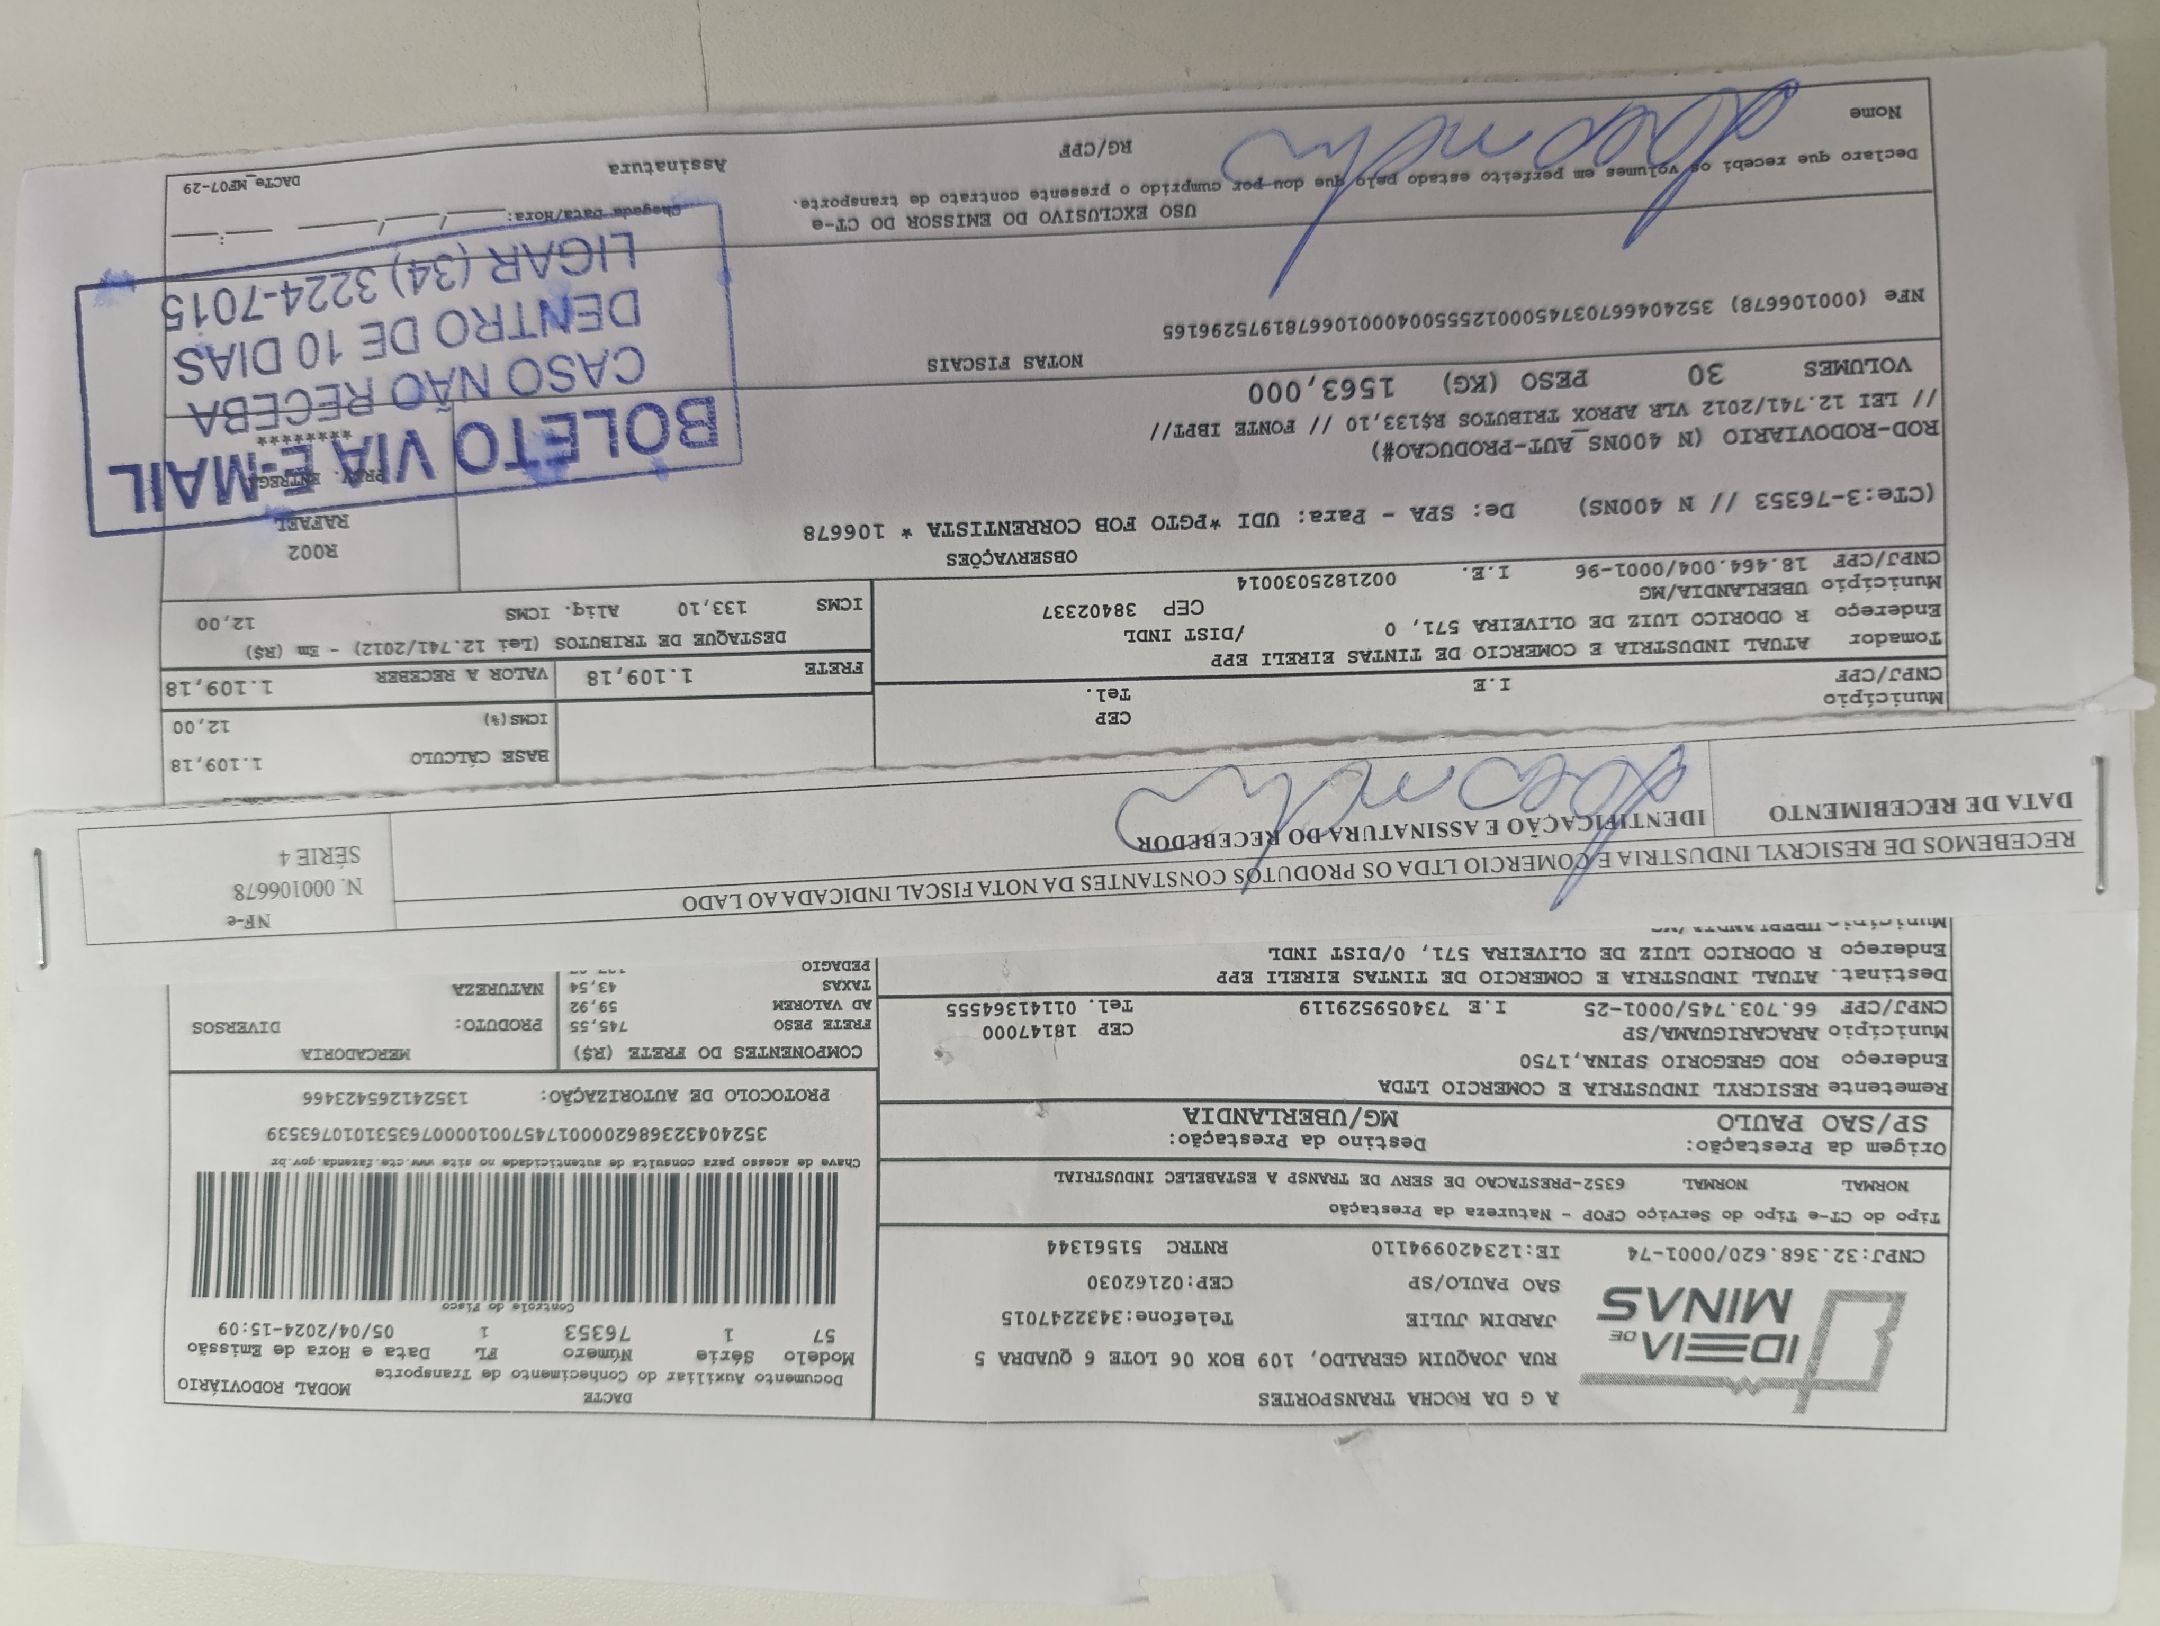 A G DA ROCHA TRANSPORTES
IDEIA DE MINAS
RUA JOAQUIM GERALDO, 109 BOX 06 LOTE 6 QUADRA 5
JARDIM JULIE Telefone:3432247015
SAO PAULO/SP CEP:02162030
CNPJ:32.368.620/0001-74 IE:123420994110 RNTRC 51561344
DACTE
Documento Auxiliar do Conhecimento de Transporte
MODAL RODOVIÁRIO
Modelo Série Número FL Data e Hora de Emissão
57 1 76353 1 05/04/2024-15:09
Controle do Fisco
Chave de acesso para consulta de autenticidade no site www.cte.fazenda.gov.br
35240432368620000174570010000763531010763539
PROTOCOLO DE AUTORIZAÇÃO: 135241265423466
Tipo do CT-e Tipo do Serviço CFOP - Natureza da Prestação
NORMAL NORMAL 6352-PRESTACAO DE SERV DE TRANSP A ESTABELEC INDUSTRIAL
Origem da Prestação: Destino da Prestação:
SP/SAO PAULO MG/UBERLANDIA
Remetente RESICRYL INDUSTRIA E COMERCIO LTDA
Endereço ROD GREGORIO SPINA,1750
Município ARACARIGUAMA/SP CEP 18147000
CNPJ/CPF 66.703.745/0001-25 I.E 734059529119 Tel. 01141364555
Destinat. ATUAL INDUSTRIA E COMERCIO DE TINTAS EIRELI EPP
Endereço R ODORICO LUIZ DE OLIVEIRA 571, 0/DIST INDL
Município UBERLANDIA/MG
COMPONENTES DO FRETE (R$) MERCADORIA
FRETE PESO 745,55 PRODUTO: DIVERSOS
AD VALOREM 59,92
TAXAS 43,54 NATUREZA
PEDAGIO
RECEBEMOS DE RESICRYL INDUSTRIA E COMERCIO LTDA OS PRODUTOS CONSTANTES DA NOTA FISCAL INDICADA AO LADO
DATA DE RECEBIMENTO IDENTIFICAÇÃO E ASSINATURA DO RECEBEDOR
NF-e
N. 000106678
SÉRIE 4
BASE CÁLCULO 1.109,18
ICMS(%) 12,00
Município CEP
CNPJ/CPF I.E Tel.
FRETE 1.109,18 VALOR A RECEBER 1.109,18
Tomador ATUAL INDUSTRIA E COMERCIO DE TINTAS EIRELI EPP
Endereço R ODORICO LUIZ DE OLIVEIRA 571, 0 /DIST INDL
Município UBERLANDIA/MG CEP 38402337
CNPJ/CPF 18.464.004/0001-96 I.E. 0021825030014
DESTAQUE DE TRIBUTOS (Lei 12.741/2012) - Em (R$)
ICMS 133,10 Aliq. ICMS 12,00
OBSERVAÇÕES
(CTe:3-76353 // N 400NS) De: SPA - Para: UDI *PGTO FOB CORRENTISTA * 106678
ROD-RODOVIARIO (N 400NS_AUT-PRODUCAO#)
// LEI 12.741/2012 VLR APROX TRIBUTOS R$133,10 // FONTE IBPT//
VOLUMES 30 PESO (KG) 1563,000
R002
RAFAEL
PREV. ENTREGA
*********
BOLETO VIA E-MAIL
CASO NÃO RECEBA
DENTRO DE 10 DIAS
LIGAR (34) 3224-7015
NOTAS FISCAIS
NFe (000106678) 35240466703745000125550040001066781975296165
USO EXCLUSIVO DO EMISSOR DO CT-e
Declaro que recebi os volumes em perfeito estado pelo que dou por cumprido o presente contrato de transporte.
Chegada Data/Hora: ____/____/____ ____:____
Nome RG/CPF Assinatura
DACTe_MF07-29